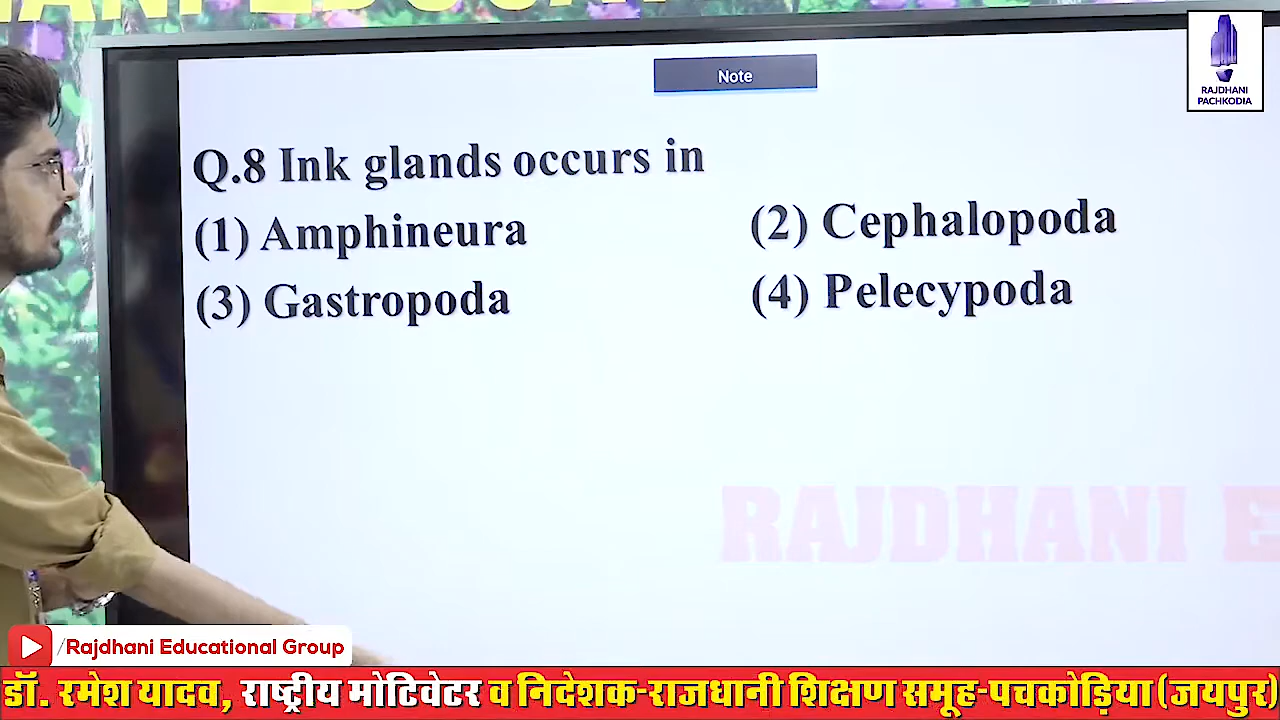 Note
RAJDHANI
PACHKODIA
Q.8 Ink glands occurs in
(1) Amphineura
(2) Cephalopoda
(3) Gastropoda
(4) Pelecypoda
RAJDHANI E
/Rajdhani Educational Group
डॉ. रमेश यादव, राष्ट्रीय मोटिवेटर व निदेशक-राजधानी शिक्षण समूह-पचकोड़िया (जयपुर)